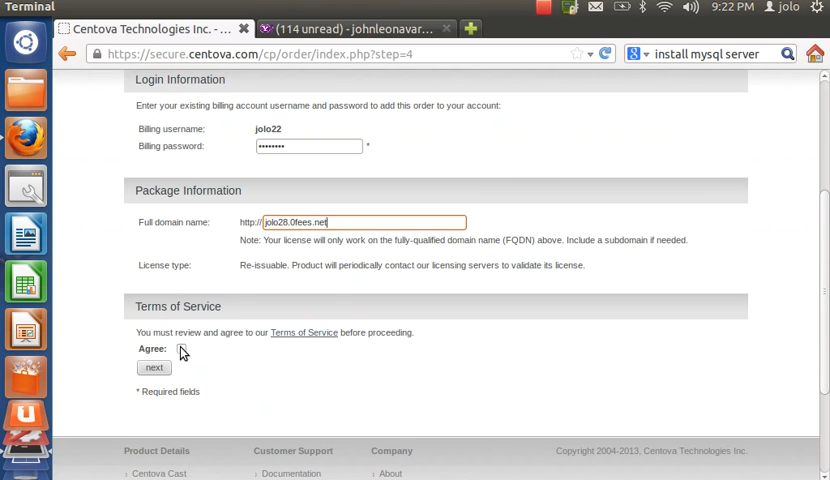 Terminal
9:22 PM jolo
Centova Technologies Inc. - ...
(114 unread) - johnleonavar...
https://secure.centova.com/cp/order/index.php?step=4
install mysql server
Login Information
Enter your existing billing account username and password to add this order to your account:
Billing username: jolo22
Billing password: •••••••• *
Package Information
Full domain name: http:// jolo28.0fees.net
Note: Your license will only work on the fully-qualified domain name (FQDN) above. Include a subdomain if needed.
License type: Re-issuable. Product will periodically contact our licensing servers to validate its license.
Terms of Service
You must review and agree to our Terms of Service before proceeding.
Agree:
next
* Required fields
Product Details Customer Support Company Copyright 2004-2013, Centova Technologies Inc.
› Centova Cast › Documentation › About